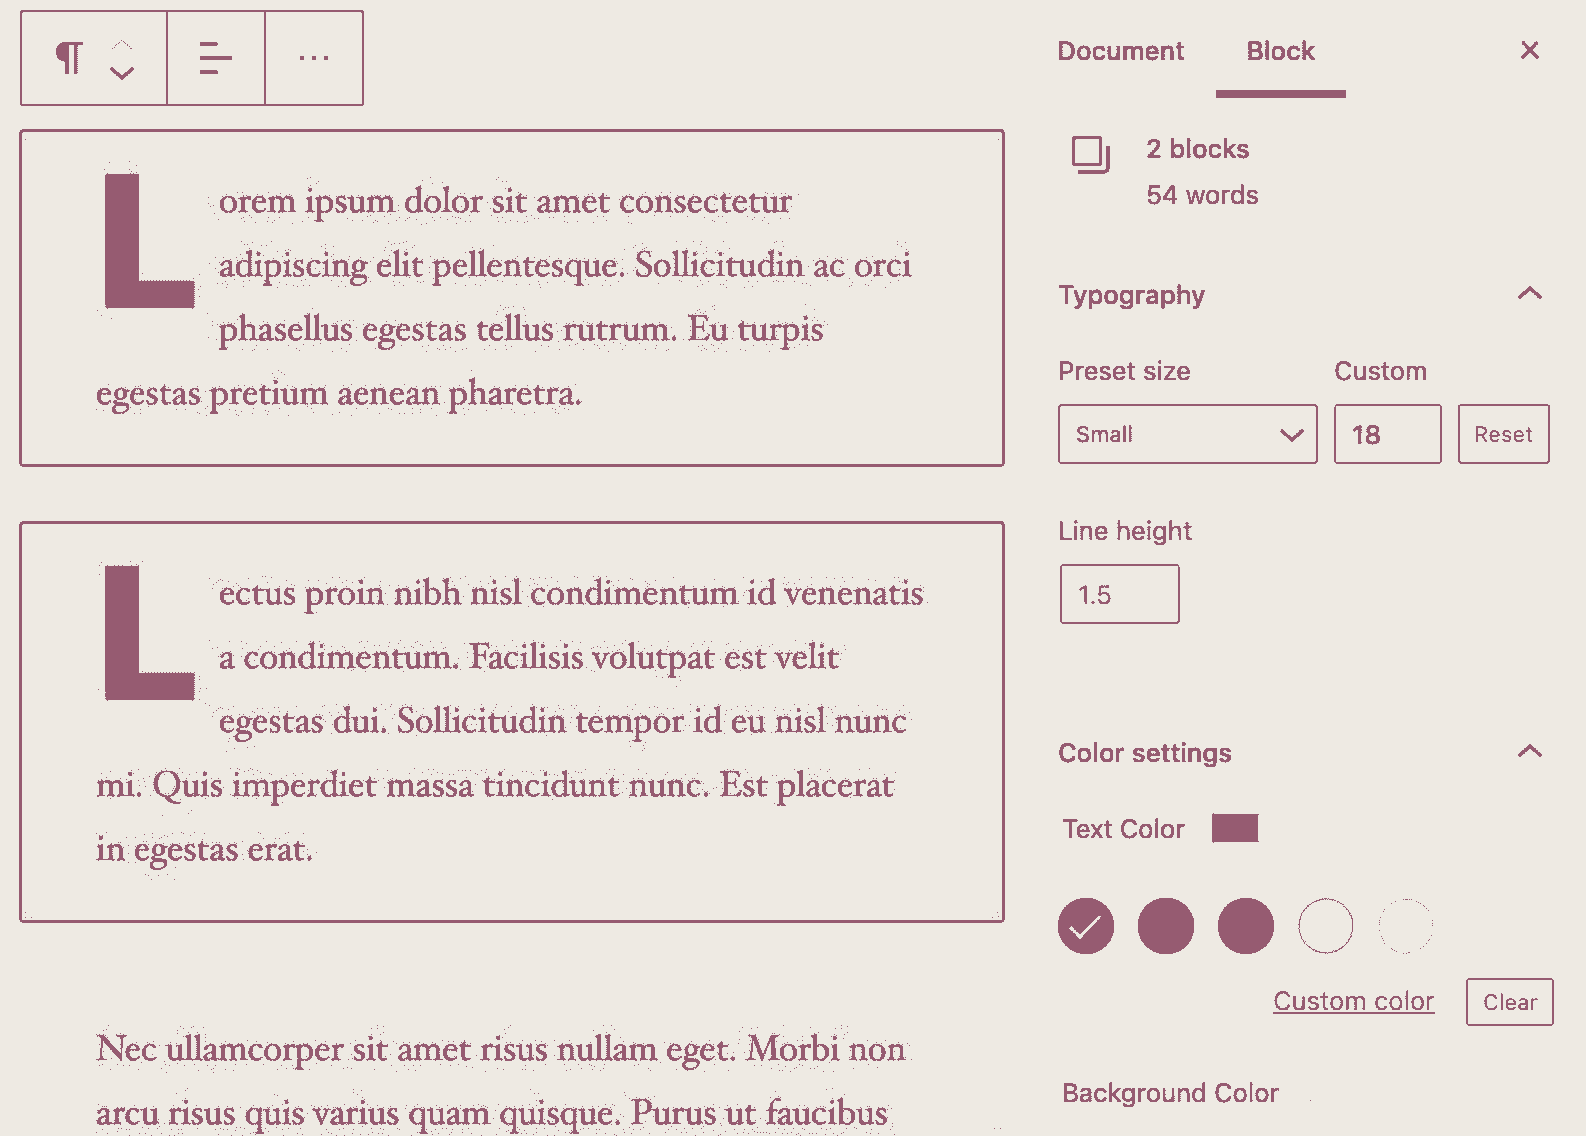 Document Block
2 blocks
54 words
Typography
Preset size Custom
Small 18 Reset
Line height
1.5
Color settings
Text Color
Custom color Clear
Background Color
Lorem ipsum dolor sit amet consectetur
adipiscing elit pellentesque. Sollicitudin ac orci
phasellus egestas tellus rutrum. Eu turpis
egestas pretium aenean pharetra.
Lectus proin nibh nisl condimentum id venenatis
a condimentum. Facilisis volutpat est velit
egestas dui. Sollicitudin tempor id eu nisl nunc
mi. Quis imperdiet massa tincidunt nunc. Est placerat
in egestas erat.
Nec ullamcorper sit amet risus nullam eget. Morbi non
arcu risus quis varius quam quisque. Purus ut faucibus